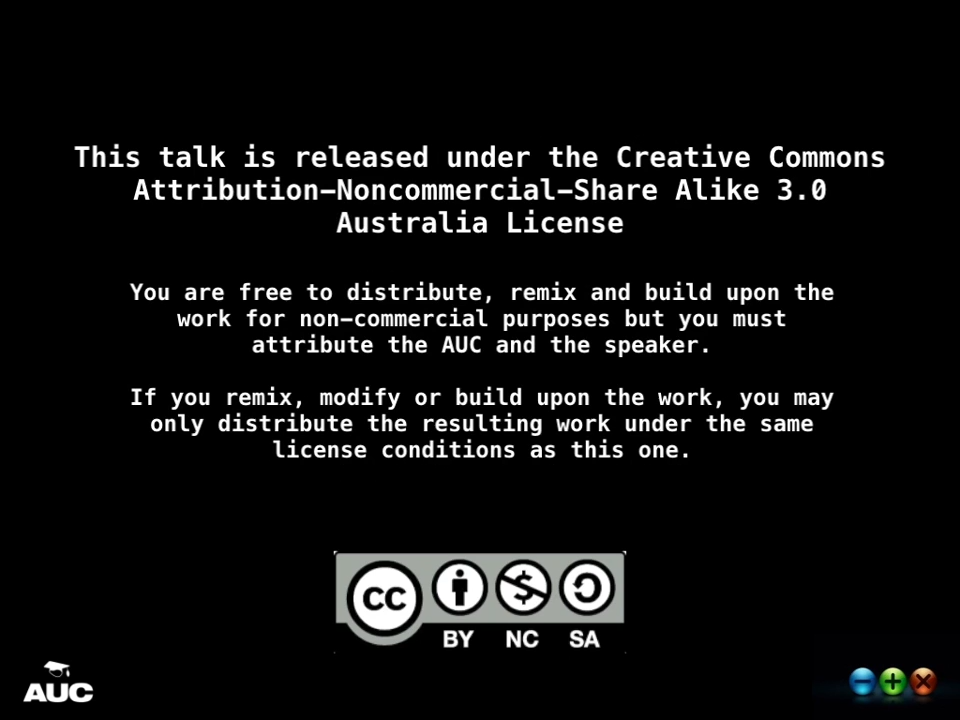 This talk is released under the Creative Commons
Attribution-Noncommercial-Share Alike 3.0
Australia License
You are free to distribute, remix and build upon the
work for non-commercial purposes but you must
attribute the AUC and the speaker.
If you remix, modify or build upon the work, you may
only distribute the resulting work under the same
license conditions as this one.
cc
BY NC SA
AUC